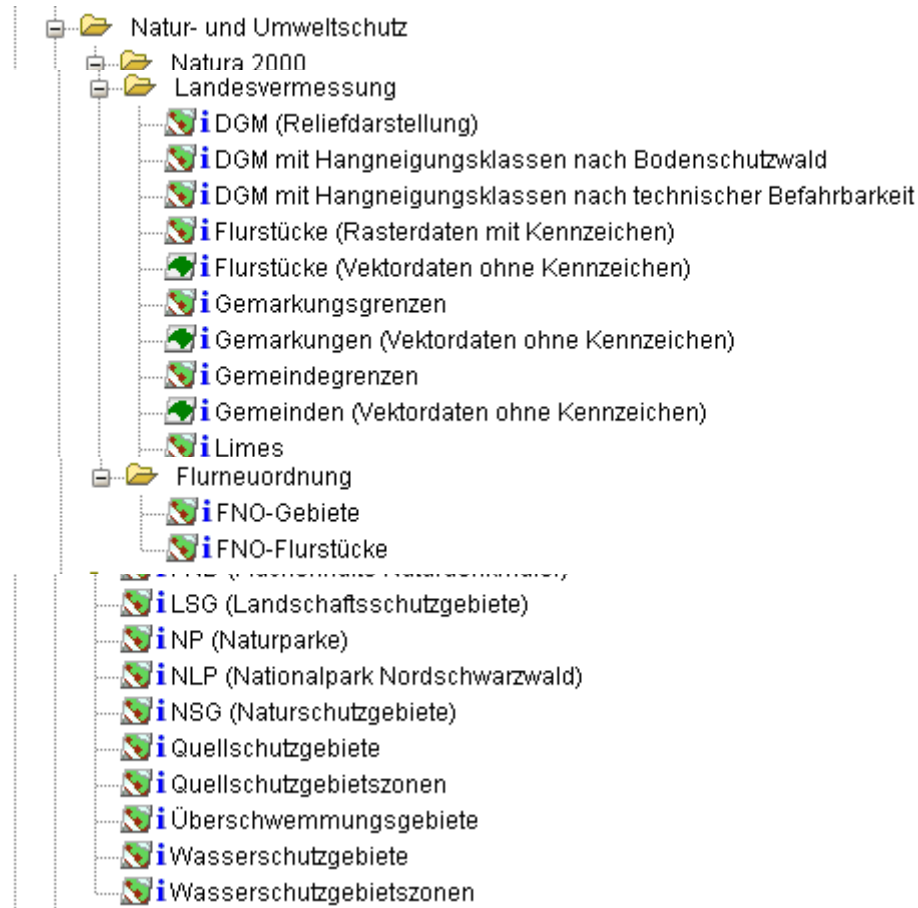 Natur- und Umweltschutz
Natura 2000
Landesvermessung
i DGM (Reliefdarstellung)
i DGM mit Hangneigungsklassen nach Bodenschutzwald
i DGM mit Hangneigungsklassen nach technischer Befahrbarkeit
i Flurstücke (Rasterdaten mit Kennzeichen)
i Flurstücke (Vektordaten ohne Kennzeichen)
i Gemarkungsgrenzen
i Gemarkungen (Vektordaten ohne Kennzeichen)
i Gemeindegrenzen
i Gemeinden (Vektordaten ohne Kennzeichen)
i Limes
Flurneuordnung
i FNO-Gebiete
i FNO-Flurstücke
i LSG (Landschaftsschutzgebiete)
i NP (Naturparke)
i NLP (Nationalpark Nordschwarzwald)
i NSG (Naturschutzgebiete)
i Quellschutzgebiete
i Quellschutzgebietszonen
i Überschwemmungsgebiete
i Wasserschutzgebiete
i Wasserschutzgebietszonen